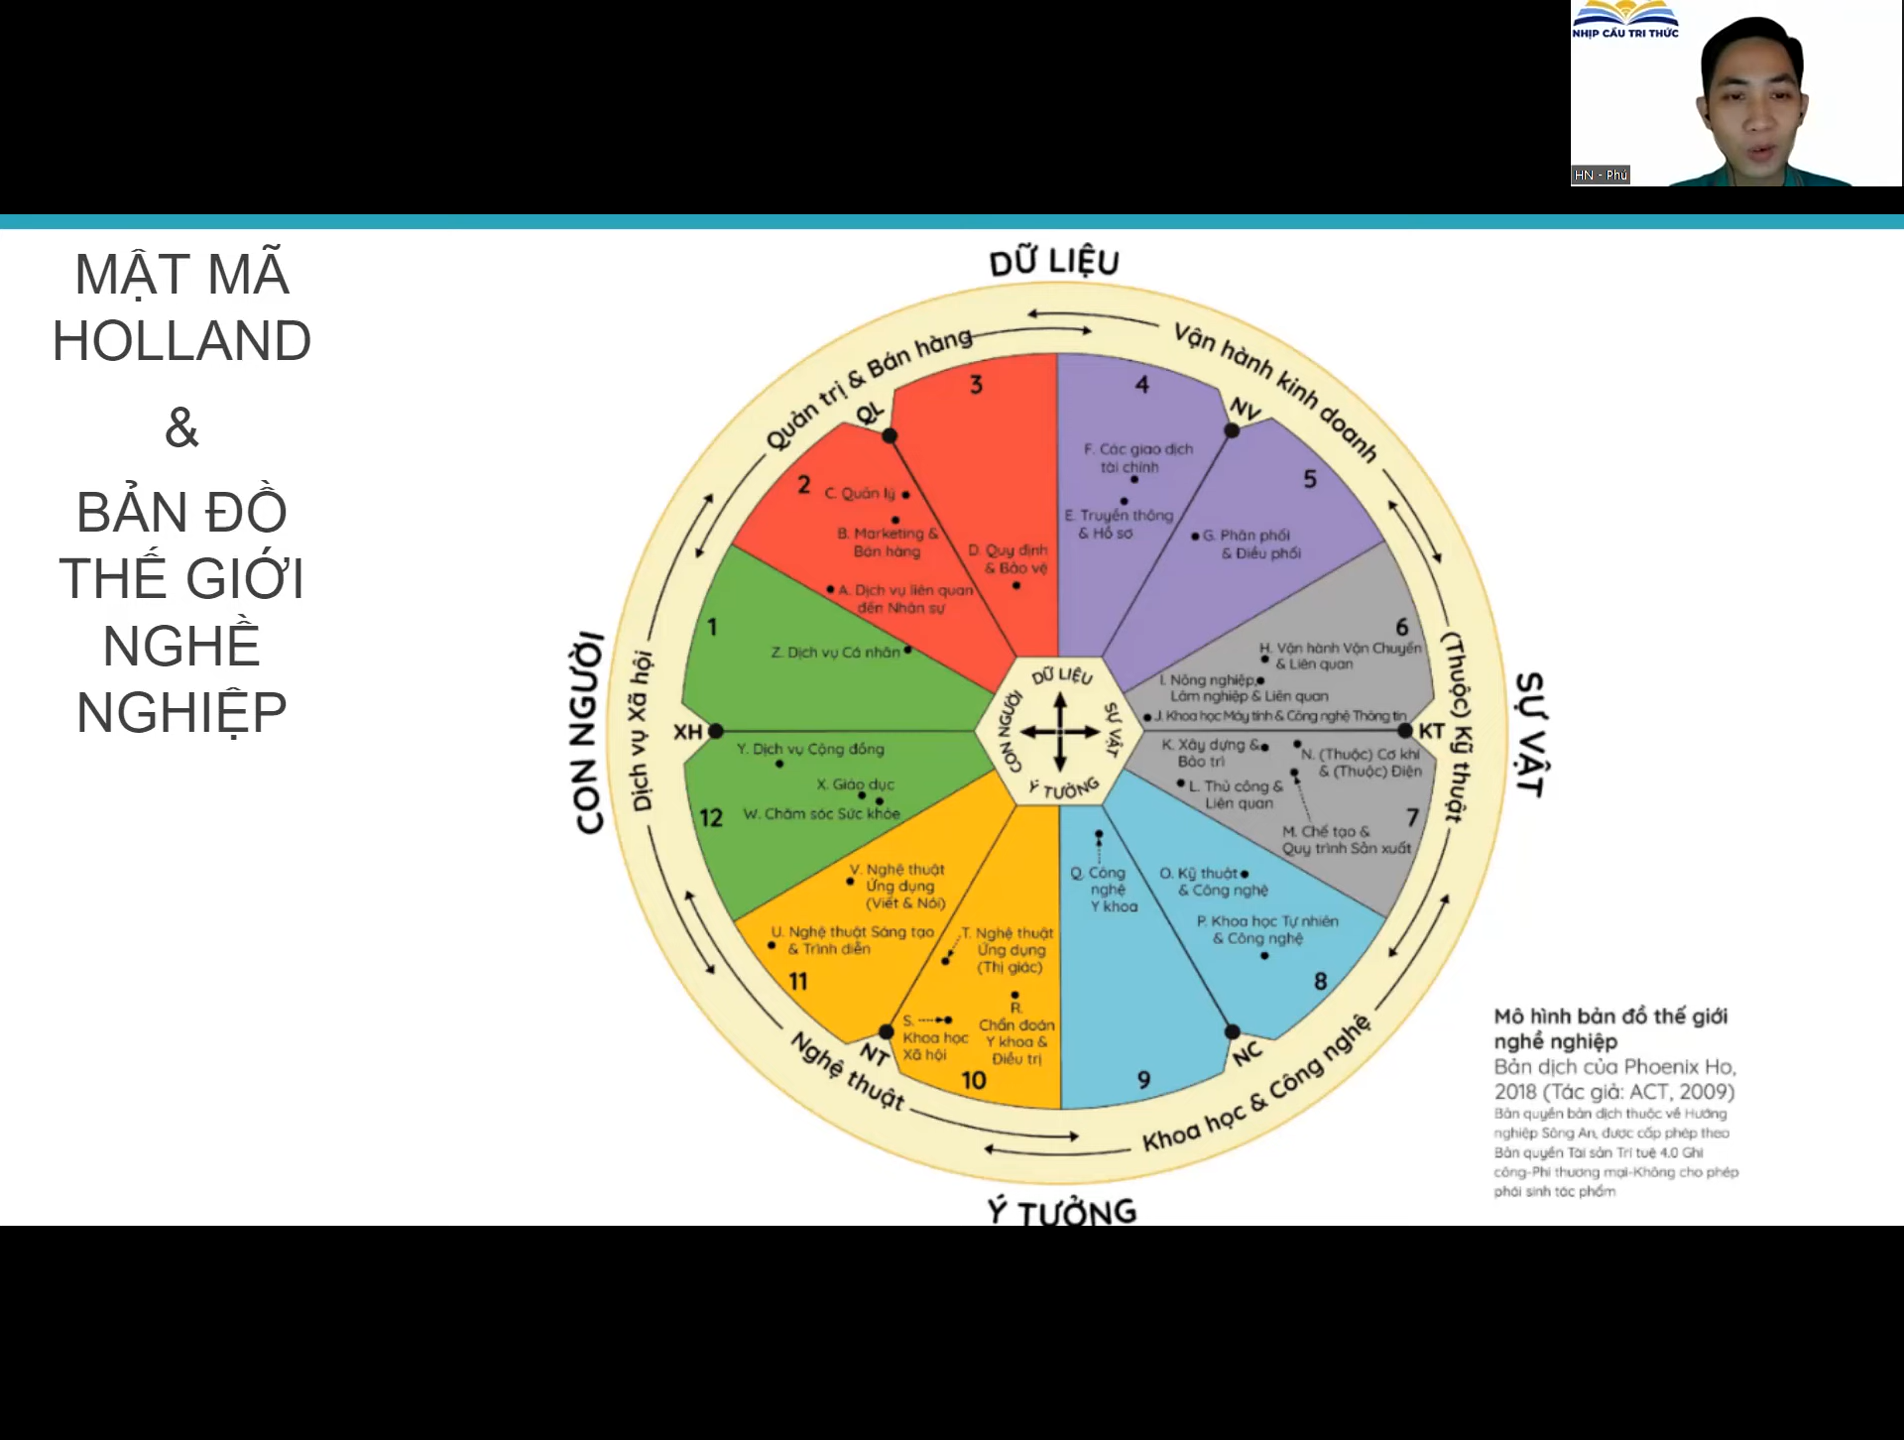 NHỊP CẦU TRI THỨC
HN - Phú
MẬT MÃ
HOLLAND
&
BẢN ĐỒ
THẾ GIỚI
NGHỀ
NGHIỆP
DỮ LIỆU
Quản trị & Bán hàng
Vận hành kinh doanh
QL
3
4
NV
2
C. Quản lý
B. Marketing &
Bán hàng
A. Dịch vụ liên quan
đến Nhân sự
D. Quy định
& Bảo vệ
F. Các giao dịch
tài chính
E. Truyền thông
& Hồ sơ
5
G. Phân phối
& Điều phối
CON NGƯỜI
Dịch vụ Xã hội
1
Z. Dịch vụ Cá nhân
XH
Y. Dịch vụ Cộng đồng
X. Giáo dục
W. Chăm sóc Sức khỏe
12
DỮ LIỆU
CON NGƯỜI
SỰ VẬT
Ý TƯỞNG
6
H. Vận hành Vận Chuyển
& Liên quan
I. Nông nghiệp,
Lâm nghiệp & Liên quan
J. Khoa học Máy tính & Công nghệ Thông tin
KT
K. Xây dựng &
Bảo trì
N. (Thuộc) Cơ khí
& (Thuộc) Điện
L. Thủ công &
Liên quan
M. Chế tạo &
Quy trình Sản xuất
7
(Thuộc) Kỹ thuật
SỰ VẬT
V. Nghệ thuật
Ứng dụng
(Viết & Nói)
U. Nghệ thuật Sáng tạo
& Trình diễn
11
T. Nghệ thuật
Ứng dụng
(Thị giác)
S.
Khoa học
Xã hội
R.
Chẩn đoán
Y khoa &
Điều trị
10
NT
Nghệ thuật
Q. Công
nghệ
Y khoa
O. Kỹ thuật
& Công nghệ
P. Khoa học Tự nhiên
& Công nghệ
8
9
NC
Khoa học & Công nghệ
Ý TƯỞNG
Mô hình bản đồ thế giới
nghề nghiệp
Bản dịch của Phoenix Ho,
2018 (Tác giả: ACT, 2009)
Bản quyền bản dịch thuộc về Hướng
nghiệp Sông An, được cấp phép theo
Bản quyền Tài sản Trí tuệ 4.0 Ghi
công-Phi thương mại-Không cho phép
phái sinh tác phẩm